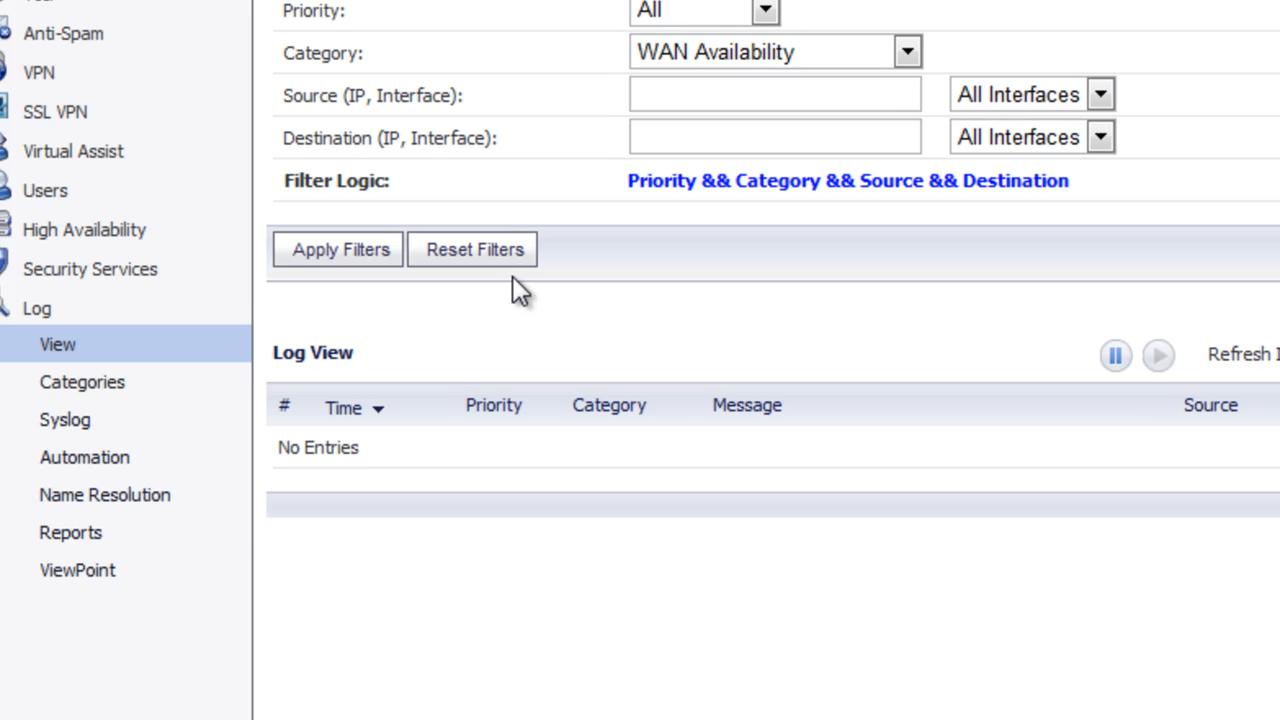 Priority: All
Anti-Spam
Category: WAN Availability
VPN
Source (IP, Interface): All Interfaces
SSL VPN
Destination (IP, Interface): All Interfaces
Virtual Assist
Filter Logic: Priority && Category && Source && Destination
Users
High Availability
Apply Filters Reset Filters
Security Services
Log
View
Log View Refresh
Categories
# Time Priority Category Message Source
Syslog
No Entries
Automation
Name Resolution
Reports
ViewPoint